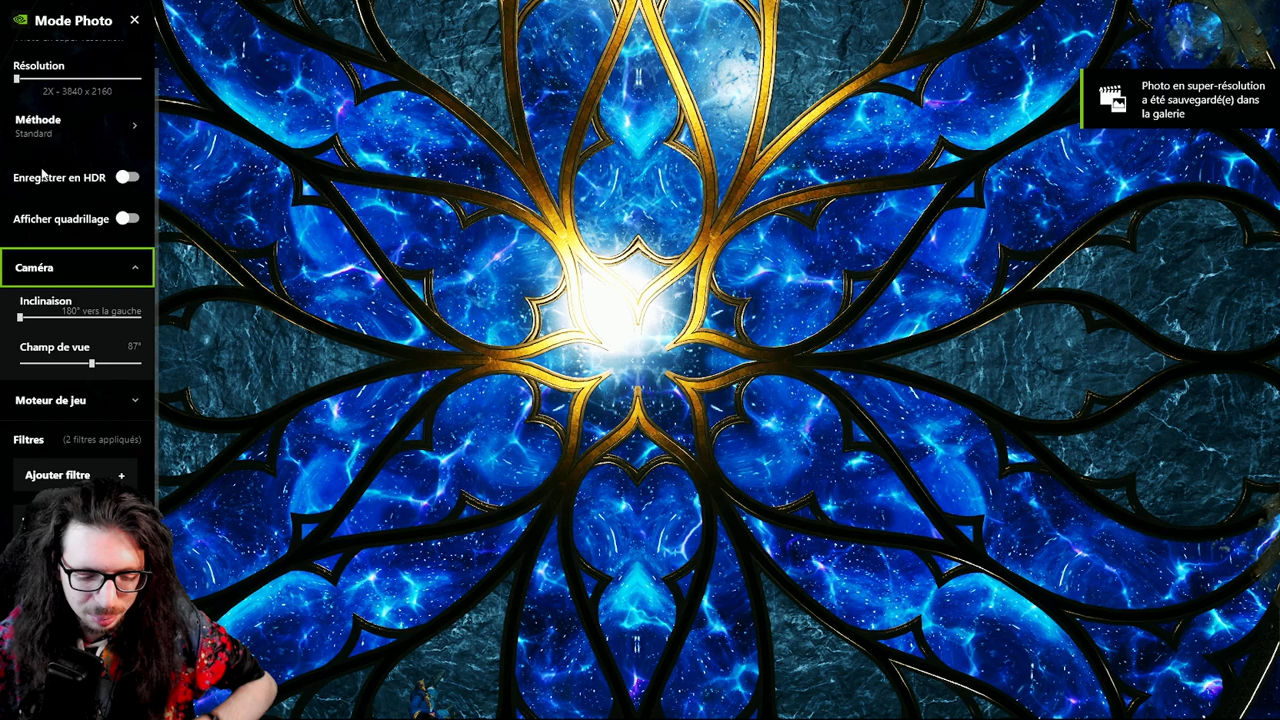 Mode Photo
Résolution
2X - 3840 x 2160
Méthode
Standard
Enregistrer en HDR
Afficher quadrillage
Caméra
Inclinaison
180° vers la gauche
Champ de vue 87°
Moteur de jeu
Filtres (2 filtres appliqués)
Ajouter filtre +
Photo en super-résolution
a été sauvegardé(e) dans
la galerie